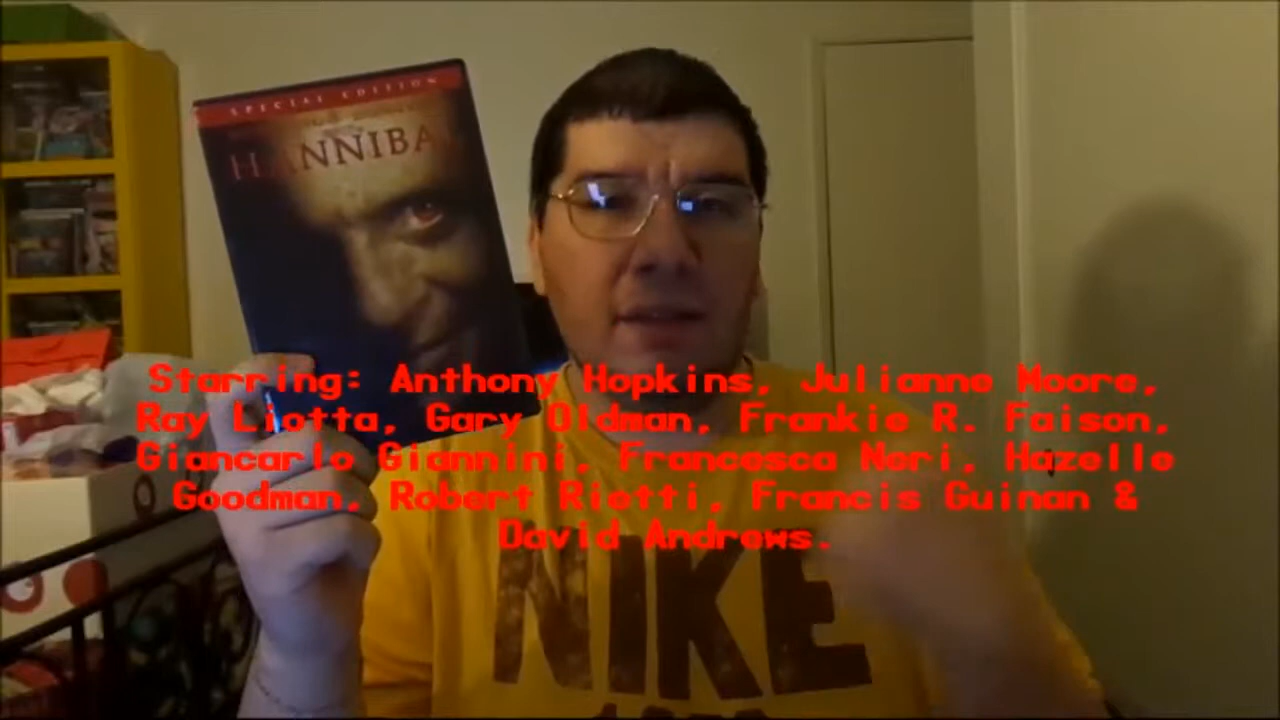 SPECIAL EDITION
HANNIBA
Starring: Anthony Hopkins, Julianne Moore,
Ray Liotta, Gary Oldman, Frankie R. Faison,
Giancarlo Giannini, Francesca Neri, Hazelle
Goodman, Robert Rietti, Francis Guinan &
David Andrews.
NIKE